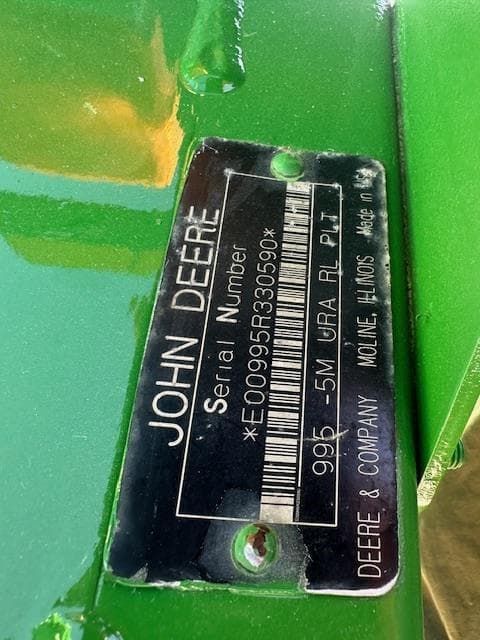 JOHN DEERE
Serial Number
*E00995R330590*
995 -5M URA RL PLT
DEERE & COMPANY MOLINE, ILLINOIS Made in USA